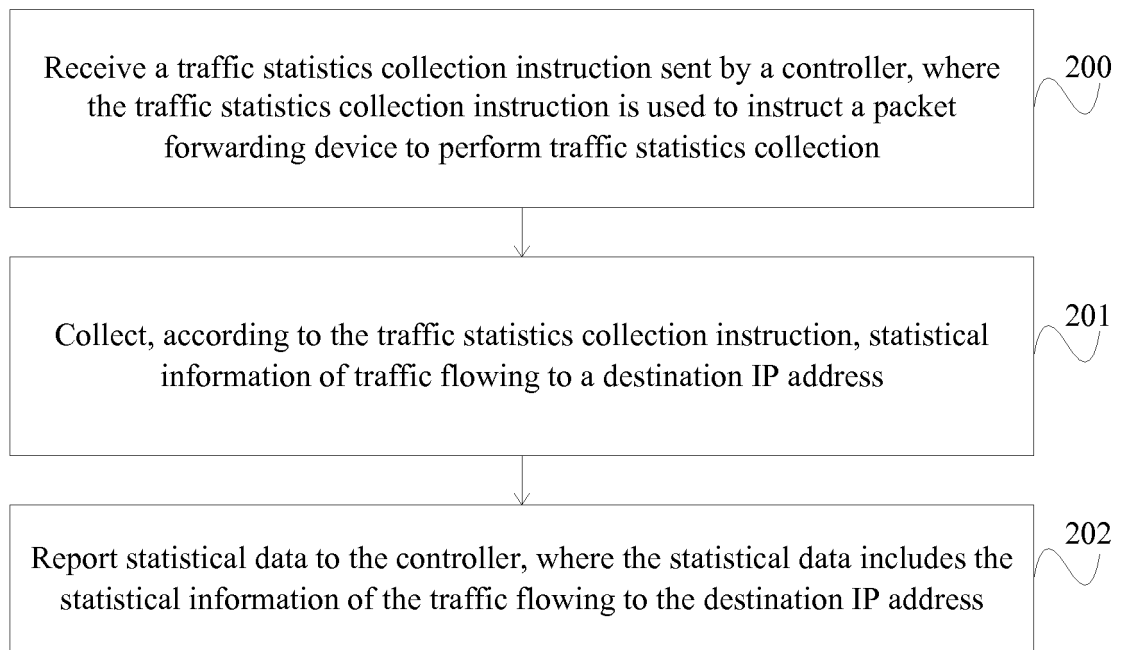 Receive a traffic statistics collection instruction sent by a controller, where
the traffic statistics collection instruction is used to instruct a packet
forwarding device to perform traffic statistics collection
200
Collect, according to the traffic statistics collection instruction, statistical
information of traffic flowing to a destination IP address
201
Report statistical data to the controller, where the statistical data includes the
statistical information of the traffic flowing to the destination IP address
202